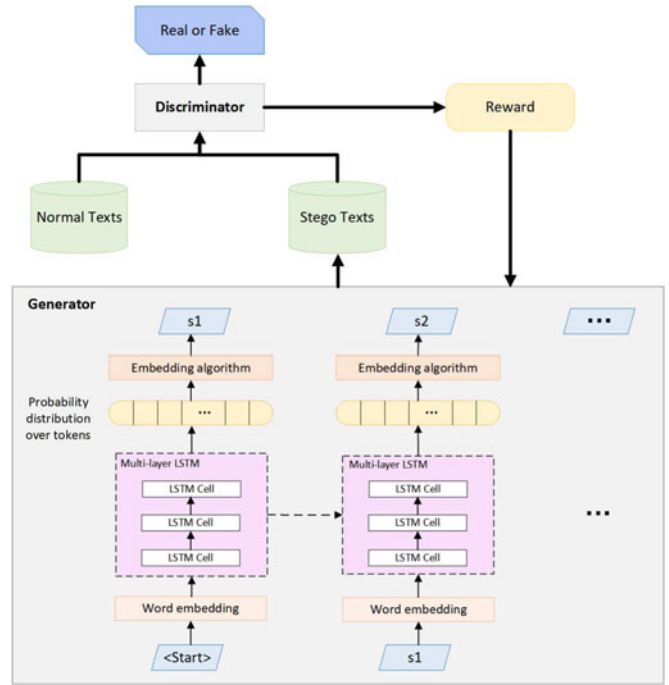 Real or Fake
Discriminator
Reward
Normal Texts
Stego Texts
Generator
s1
s2
...
Embedding algorithm
Embedding algorithm
Probability
distribution
over tokens
...
...
Multi-layer LSTM
Multi-layer LSTM
LSTM Cell
LSTM Cell
LSTM Cell
LSTM Cell
...
LSTM Cell
LSTM Cell
Word embedding
Word embedding
<Start>
s1